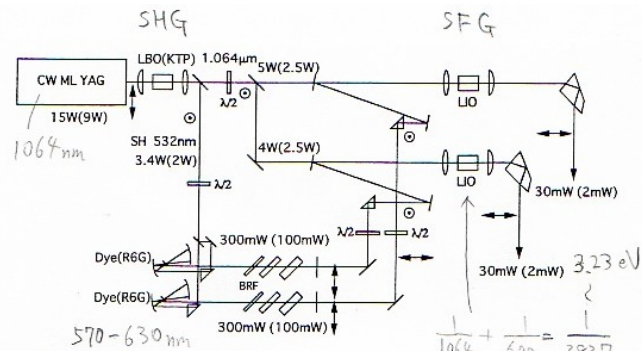 SHG
SFG
LBO(KTP)
1.064μm
5W(2.5W)
CW ML YAG
15W(9W)
λ/2
LIO
1064nm
SH 532nm
3.4W(2W)
4W(2.5W)
λ/2
LIO
30mW (2mW)
λ/2
λ/2
300mW (100mW)
30mW (2mW)
3.23 eV
Dye(R6G)
BRF
Dye(R6G)
300mW (100mW)
570-630nm
1/1064 + 1/600 = 1/